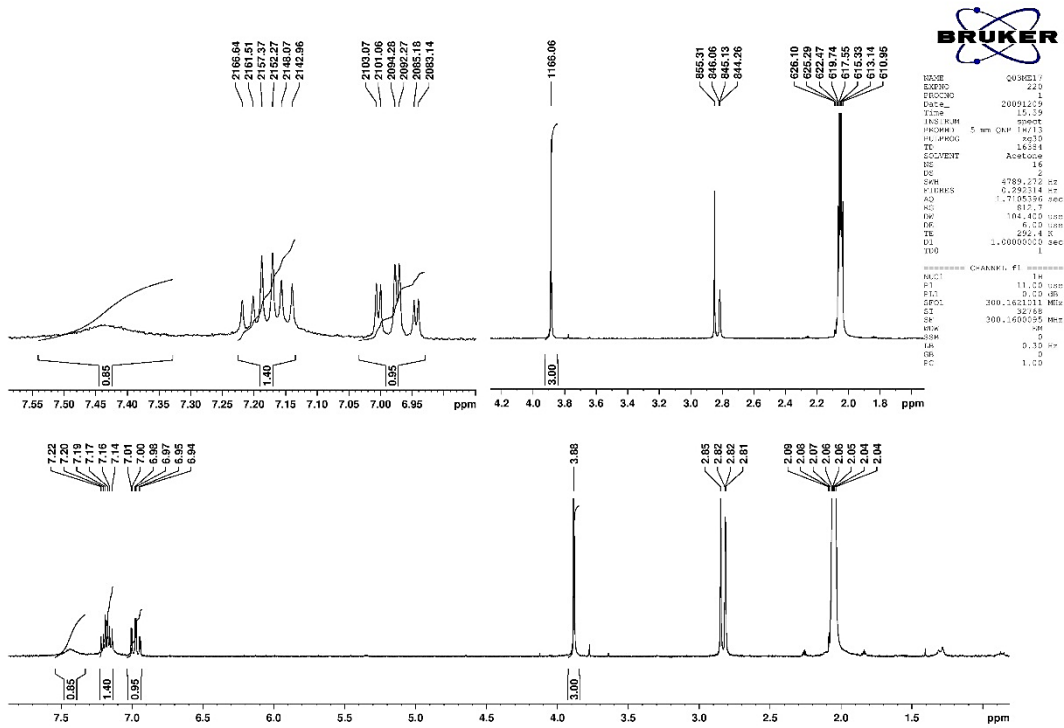 2166.64
2161.51
2157.37
2152.27
2148.07
2142.96
2103.07
2101.06
2094.28
2092.27
2085.18
2083.14
1166.06
855.31
846.06
845.13
844.26
626.10
625.29
622.47
619.74
617.55
615.33
613.14
610.95
BRUKER
NAME Q03ME17
EXPNO 220
PROCNO 1
Date_ 20091209
Time 15.39
INSTRUM spect
PROBHD 5 mm QNP 1H/13
PULPROG zg30
TD 16384
SOLVENT Acetone
NS 16
DS 2
SWH 4789.272 Hz
FIDRES 0.292314 Hz
AQ 1.7105396 sec
RG 812.7
DW 104.400 usec
DE 6.00 usec
TE 292.4 K
D1 1.00000000 sec
TD0 1
======== CHANNEL f1 ========
NUC1 1H
P1 11.00 usec
PL1 0.00 dB
SFO1 300.1621011 MHz
SI 32768
SF 300.1600095 MHz
WDW EM
SSB 0
LB 0.30 Hz
GB 0
PC 1.00
0.85
1.40
0.95
3.00
7.55 7.50 7.45 7.40 7.35 7.30 7.25 7.20 7.15 7.10 7.05 7.00 6.95 ppm
4.2 4.0 3.8 3.6 3.4 3.2 3.0 2.8 2.6 2.4 2.2 2.0 1.8 1.6 ppm
7.22
7.20
7.19
7.17
7.16
7.14
7.01
7.00
6.98
6.97
6.95
6.94
3.88
2.85
2.82
2.82
2.81
2.09
2.08
2.07
2.06
2.06
2.05
2.04
2.04
0.85
1.40
0.95
3.00
7.5 7.0 6.5 6.0 5.5 5.0 4.5 4.0 3.5 3.0 2.5 2.0 1.5 ppm